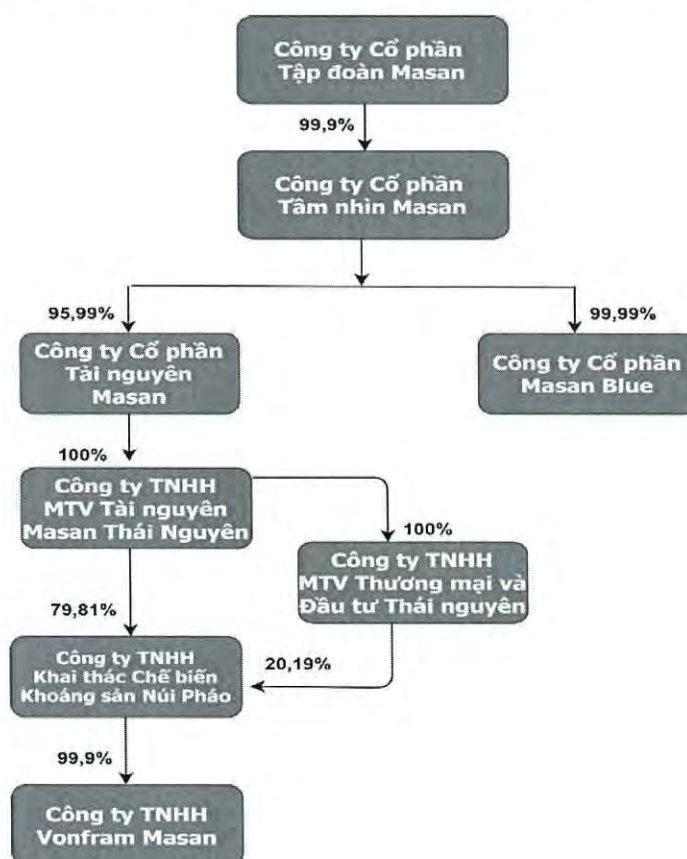 Công ty Cổ phần
Tập đoàn Masan
99,9%
Công ty Cổ phần
Tâm nhìn Masan
95,99%
99,99%
Công ty Cổ phần
Tài nguyên
Masan
Công ty Cổ phần
Masan Blue
100%
Công ty TNHH
MTV Tài nguyên
Masan Thái Nguyên
100%
Công ty TNHH
MTV Thương mại và
Đầu tư Thái nguyên
79,81%
20,19%
Công ty TNHH
Khai thác Chế biến
Khoáng sản Núi Pháo
99,9%
Công ty TNHH
Vonfram Masan